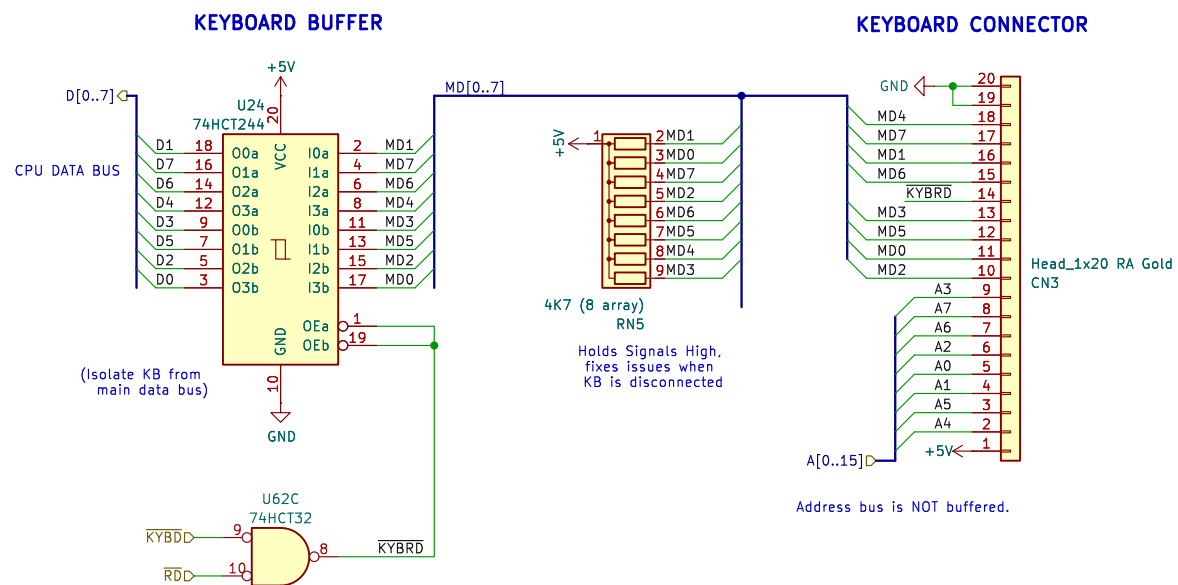 KEYBOARD BUFFER
KEYBOARD CONNECTOR
+5V
D[0..7]
U24
74HCT244
20
VCC
CPU DATA BUS
D1 18 O0a I0a 2 MD1
D7 16 O1a I1a 4 MD7
D6 14 O2a I2a 6 MD6
D4 12 O3a I3a 8 MD4
D3 9 O0b I0b 11 MD3
D5 7 O1b I1b 13 MD5
D2 5 O2b I2b 15 MD2
D0 3 O3b I3b 17 MD0
OEa 1
OEb 19
GND
10
GND
(Isolate KB from
main data bus)
MD[0..7]
+5V
1
2 MD1
3 MD0
4 MD7
5 MD2
6 MD6
7 MD5
8 MD4
9 MD3
4K7 (8 array)
RN5
Holds Signals High,
fixes issues when
KB is disconnected
GND 20
19
MD4 18
MD7 17
MD1 16
MD6 15
KYBRD 14
MD3 13
MD5 12
MD0 11
MD2 10
A3 9
A7 8
A6 7
A2 6
A0 5
A1 4
A5 3
A4 2
+5V 1
Head_1x20 RA Gold
CN3
A[0..15]
Address bus is NOT buffered.
U62C
74HCT32
KYBD 9
RD 10
8 KYBRD